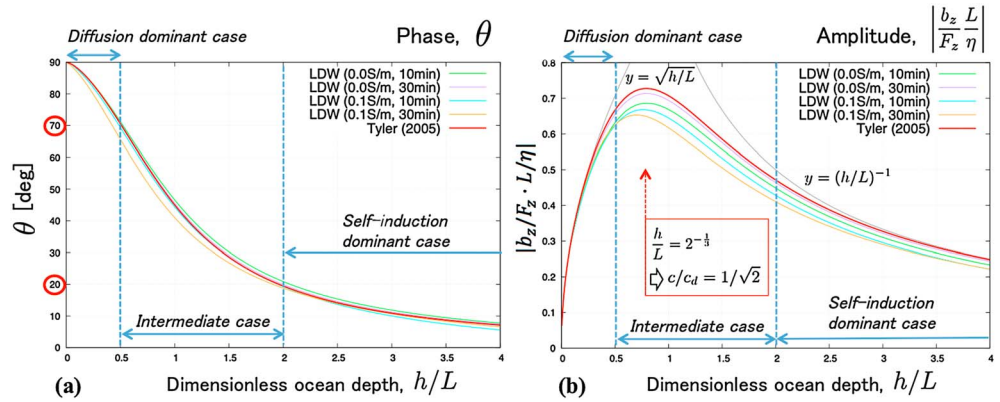 Phase, θ
Diffusion dominant case
LDW (0.0S/m, 10min)
LDW (0.0S/m, 30min)
LDW (0.1S/m, 10min)
LDW (0.1S/m, 30min)
Tyler (2005)
Self-induction
dominant case
Intermediate case
θ [deg]
90
80
70
60
50
40
30
20
10
0
0 0.5 1 1.5 2 2.5 3 3.5 4
(a) Dimensionless ocean depth, h/L
Amplitude, |b_z/F_z L/η|
Diffusion dominant case
y = √(h/L)
LDW (0.0S/m, 10min)
LDW (0.0S/m, 30min)
LDW (0.1S/m, 10min)
LDW (0.1S/m, 30min)
Tyler (2005)
y = (h/L)⁻¹
h/L = 2^(-1/3)
⇨ c/c_d = 1/√2
Self-induction
dominant case
Intermediate case
|b_z/F_z · L/η|
0.8
0.7
0.6
0.5
0.4
0.3
0.2
0.1
0
0 0.5 1 1.5 2 2.5 3 3.5 4
(b) Dimensionless ocean depth, h/L